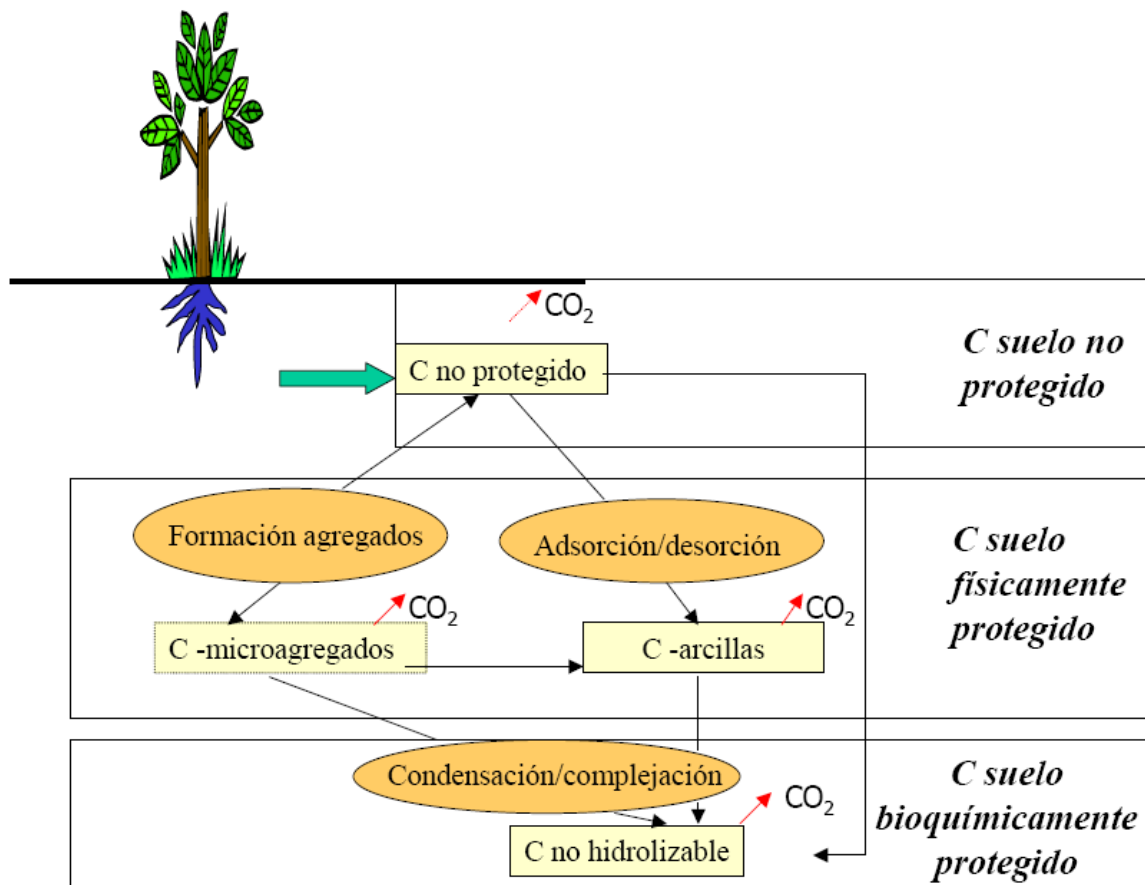 CO₂
C no protegido
C suelo no
protegido
Formación agregados
Adsorción/desorción
C suelo
físicamente
protegido
CO₂
CO₂
C -microagregados
C -arcillas
Condensación/complejación
CO₂
C no hidrolizable
C suelo
bioquímicamente
protegido